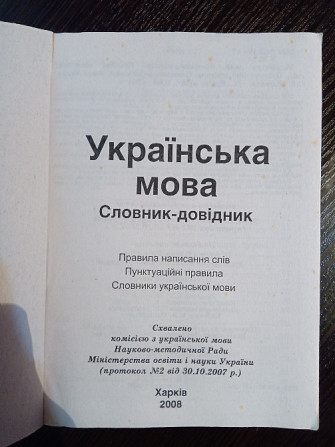 Українська
мова
Словник-довідник
Правила написання слів
Пунктуаційні правила
Словники української мови
Схвалено
комісією з української мови
Науково-методичної Ради
Міністерства освіти і науки України
(протокол №2 від 30.10.2007 р.)
Харків
2008